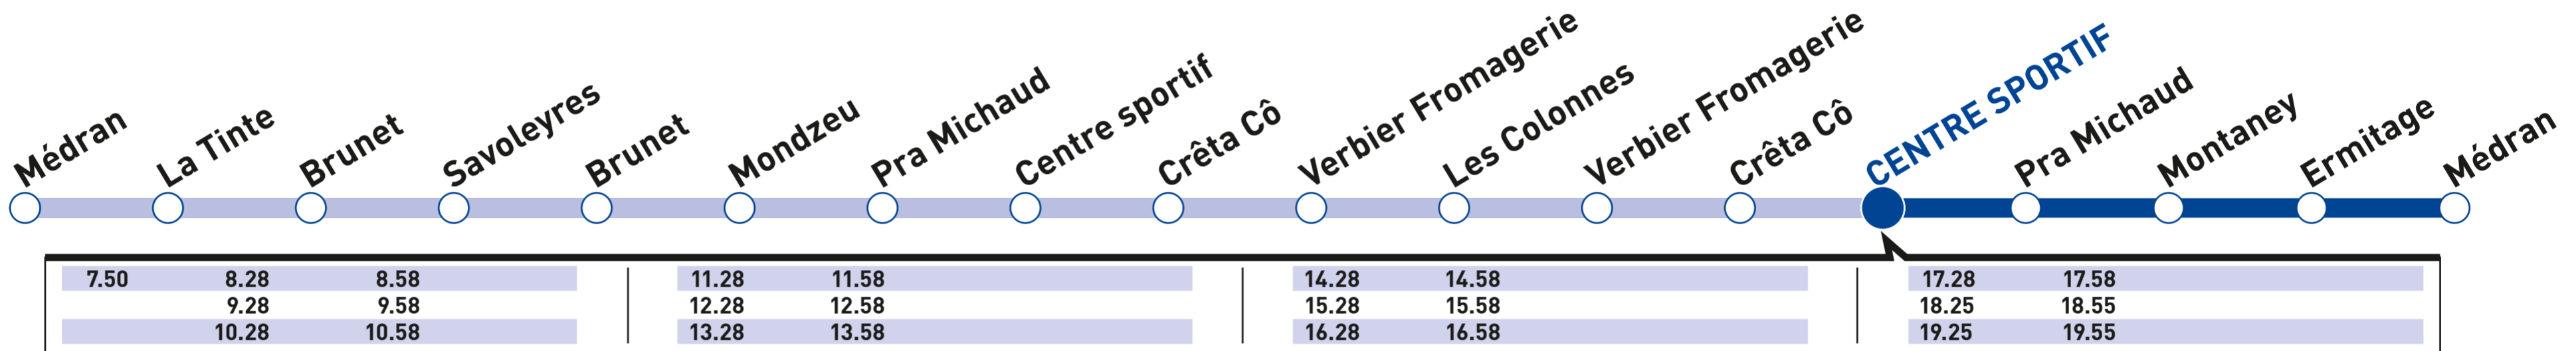 Médran
La Tinte
Brunet
Savoleyres
Brunet
Mondzeu
Pra Michaud
Centre sportif
Crêta Cô
Verbier Fromagerie
Les Colonnes
Verbier Fromagerie
Crêta Cô
CENTRE SPORTIF
Pra Michaud
Montaney
Ermitage
Médran
7.50 8.28 8.58 11.28 11.58 14.28 14.58 17.28 17.58
9.28 9.58 12.28 12.58 15.28 15.58 18.25 18.55
10.28 10.58 13.28 13.58 16.28 16.58 19.25 19.55